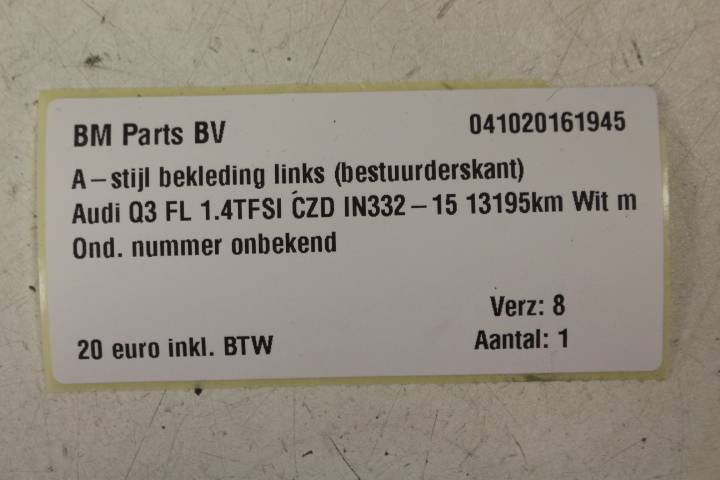 BM Parts BV 041020161945
A-stijl bekleding links (bestuurderskant)
Audi Q3 FL 1.4TFSI CZD IN332-15 13195km Wit m
Ond. nummer onbekend
Verz: 8
20 euro inkl. BTW Aantal: 1